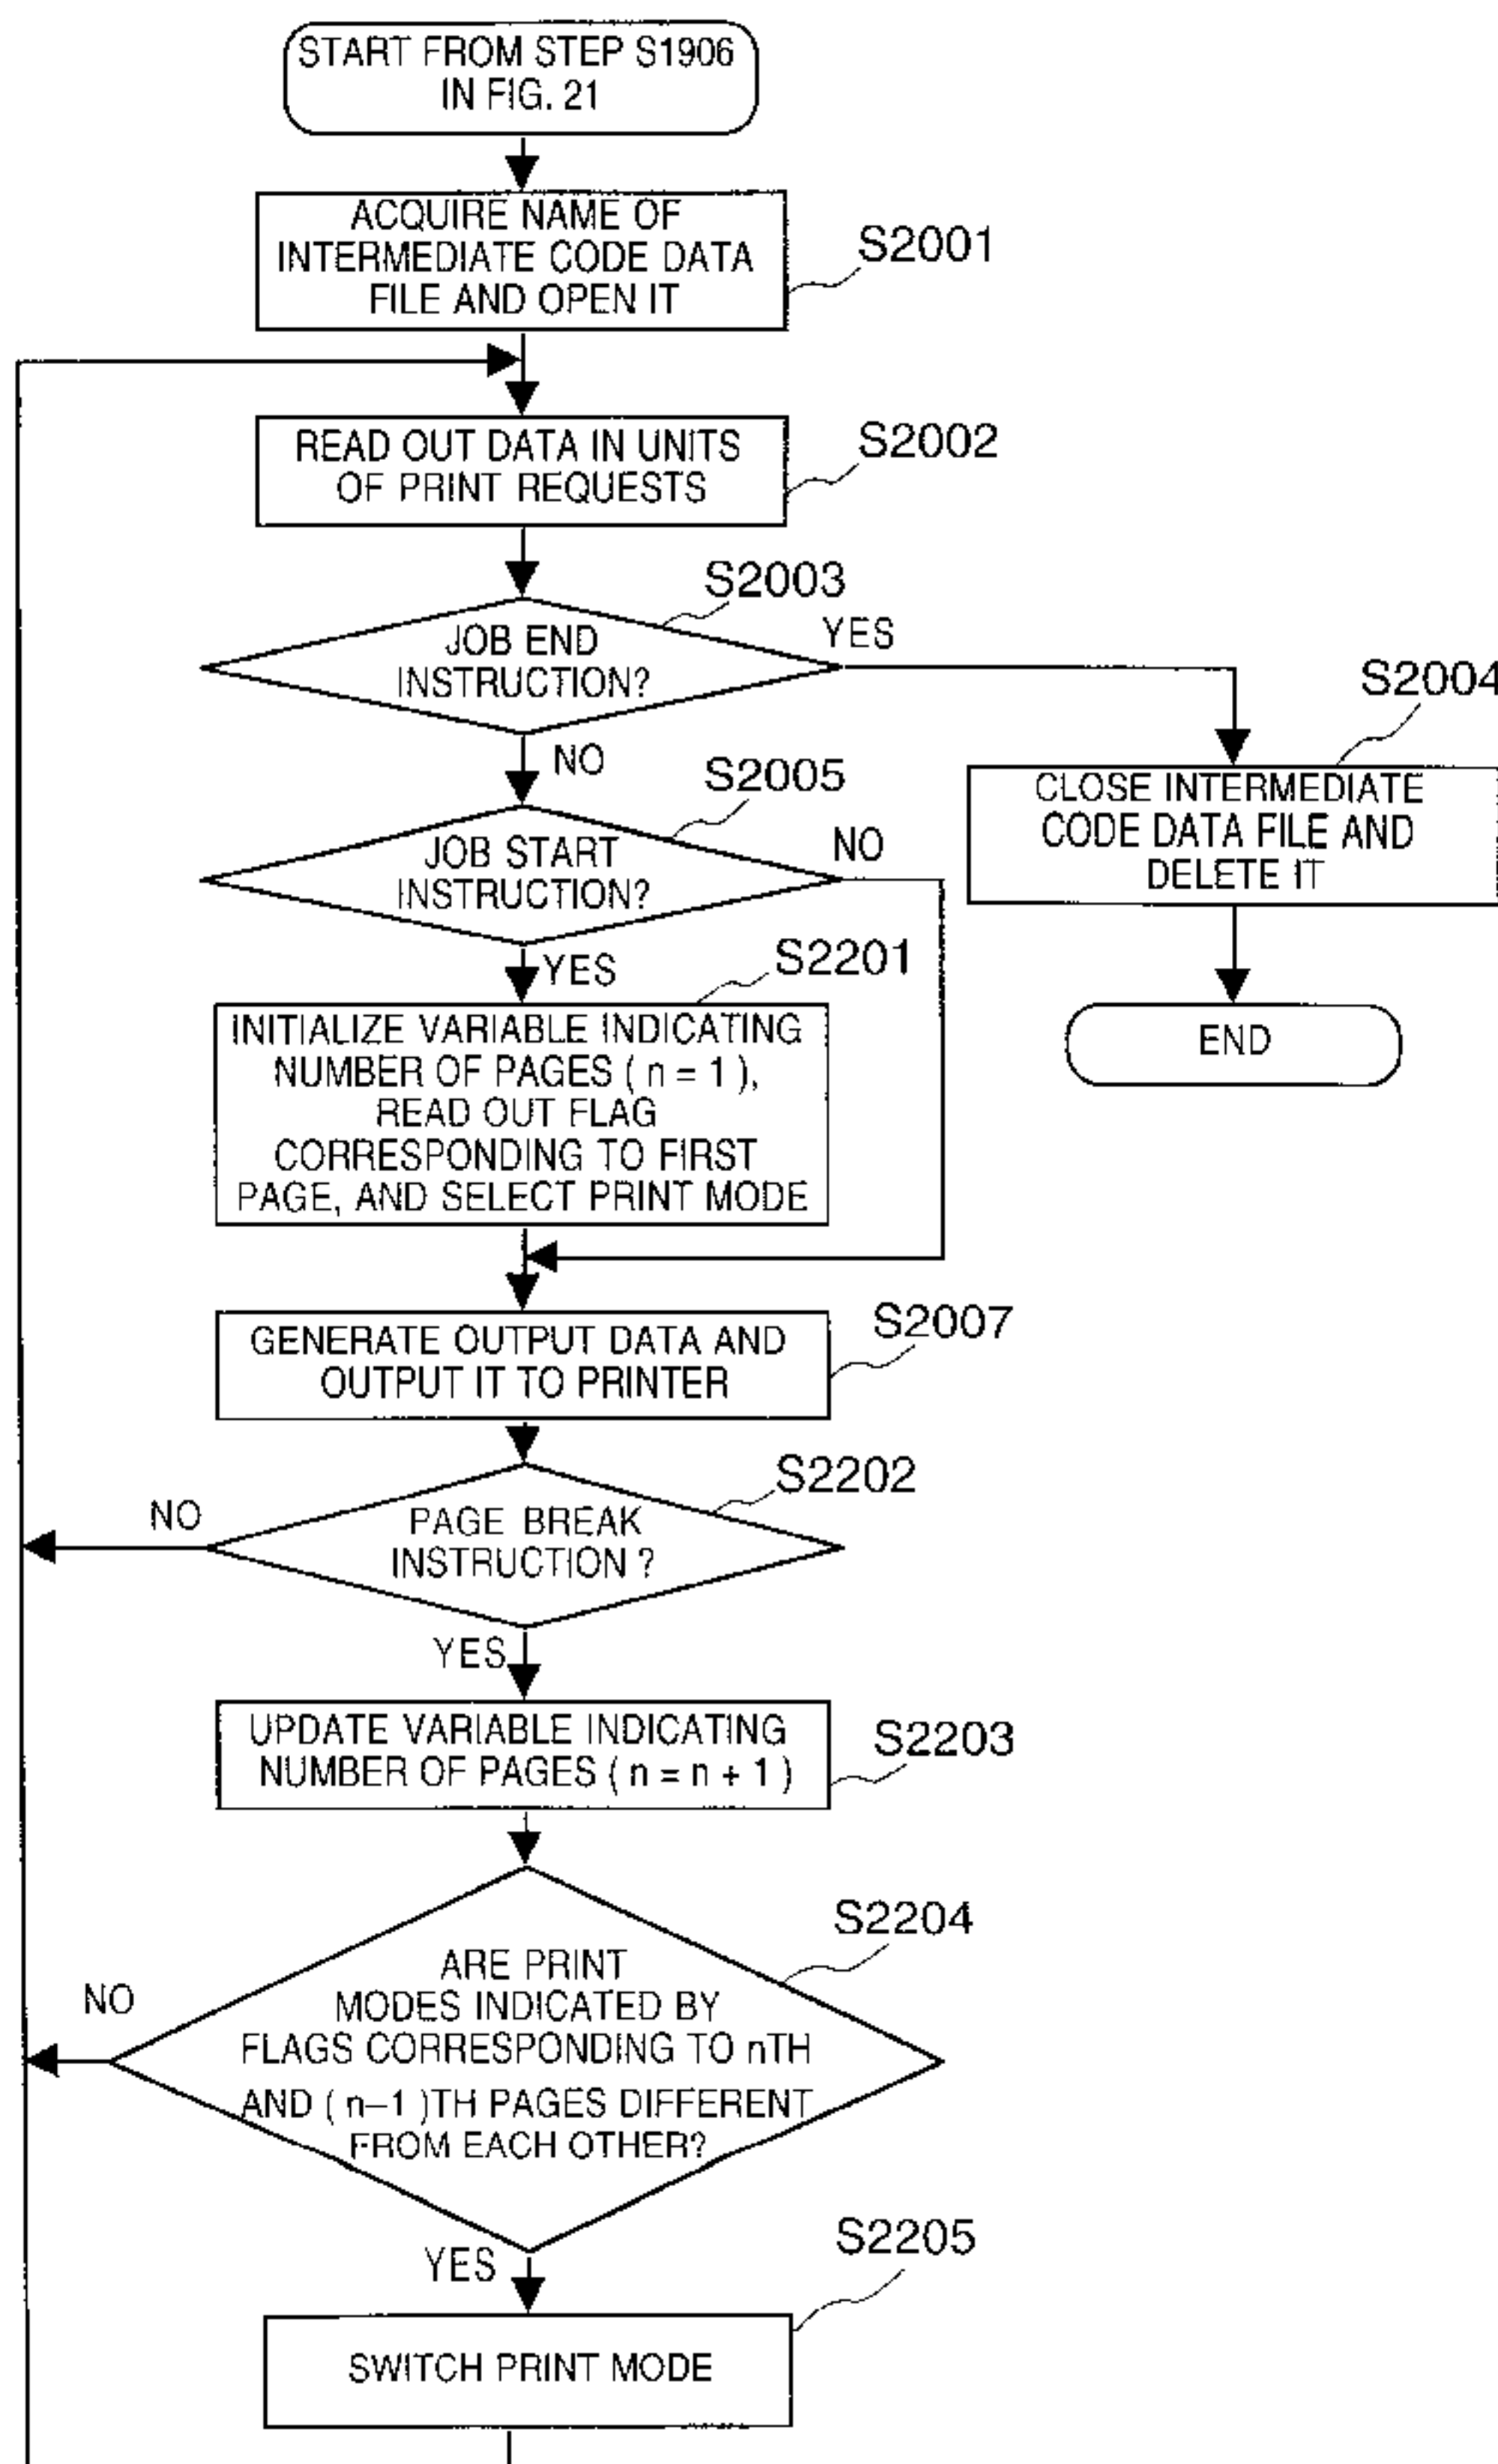 START FROM STEP S1906
IN FIG. 21
ACQUIRE NAME OF
INTERMEDIATE CODE DATA
FILE AND OPEN IT
S2001
READ OUT DATA IN UNITS
OF PRINT REQUESTS
S2002
S2003
JOB END
INSTRUCTION?
YES
NO
S2004
CLOSE INTERMEDIATE
CODE DATA FILE AND
DELETE IT
END
S2005
JOB START
INSTRUCTION?
NO
YES
S2201
INITIALIZE VARIABLE INDICATING
NUMBER OF PAGES ( n = 1 ),
READ OUT FLAG
CORRESPONDING TO FIRST
PAGE, AND SELECT PRINT MODE
S2007
GENERATE OUTPUT DATA AND
OUTPUT IT TO PRINTER
S2202
NO
PAGE BREAK
INSTRUCTION ?
YES
UPDATE VARIABLE INDICATING
NUMBER OF PAGES ( n = n + 1 )
S2203
S2204
NO
ARE PRINT
MODES INDICATED BY
FLAGS CORRESPONDING TO nTH
AND ( n–1 )TH PAGES DIFFERENT
FROM EACH OTHER?
YES
S2205
SWITCH PRINT MODE